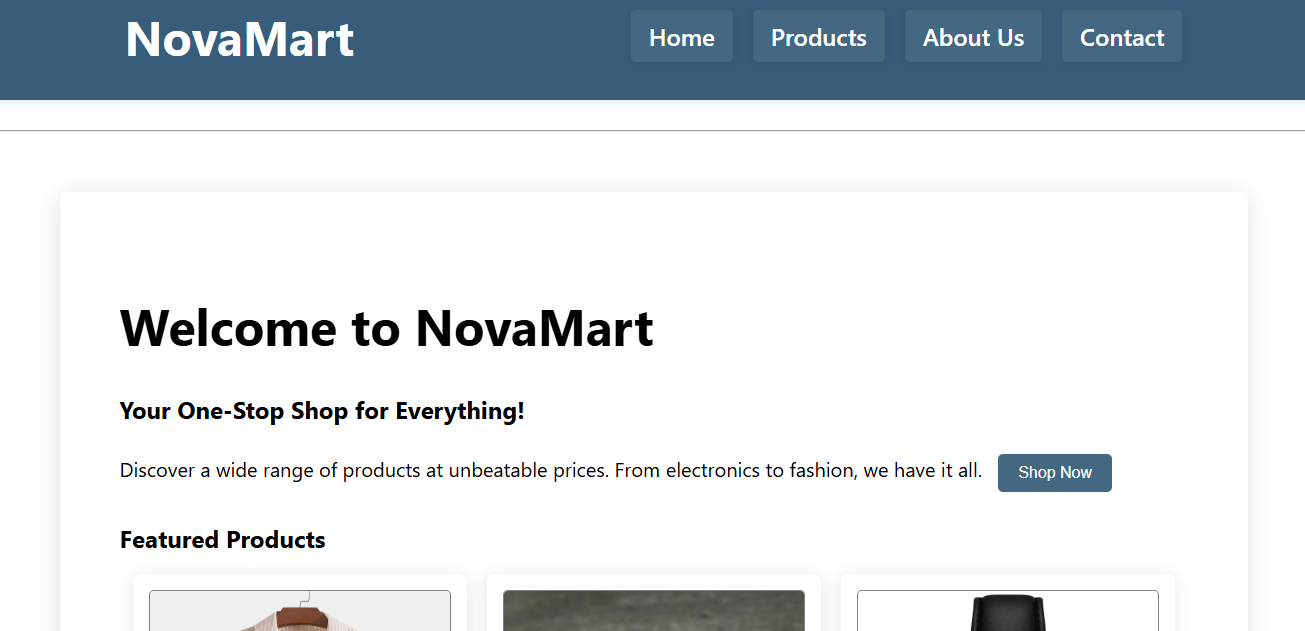 NovaMart
Home Products About Us Contact
Welcome to NovaMart
Your One-Stop Shop for Everything!
Discover a wide range of products at unbeatable prices. From electronics to fashion, we have it all. Shop Now
Featured Products